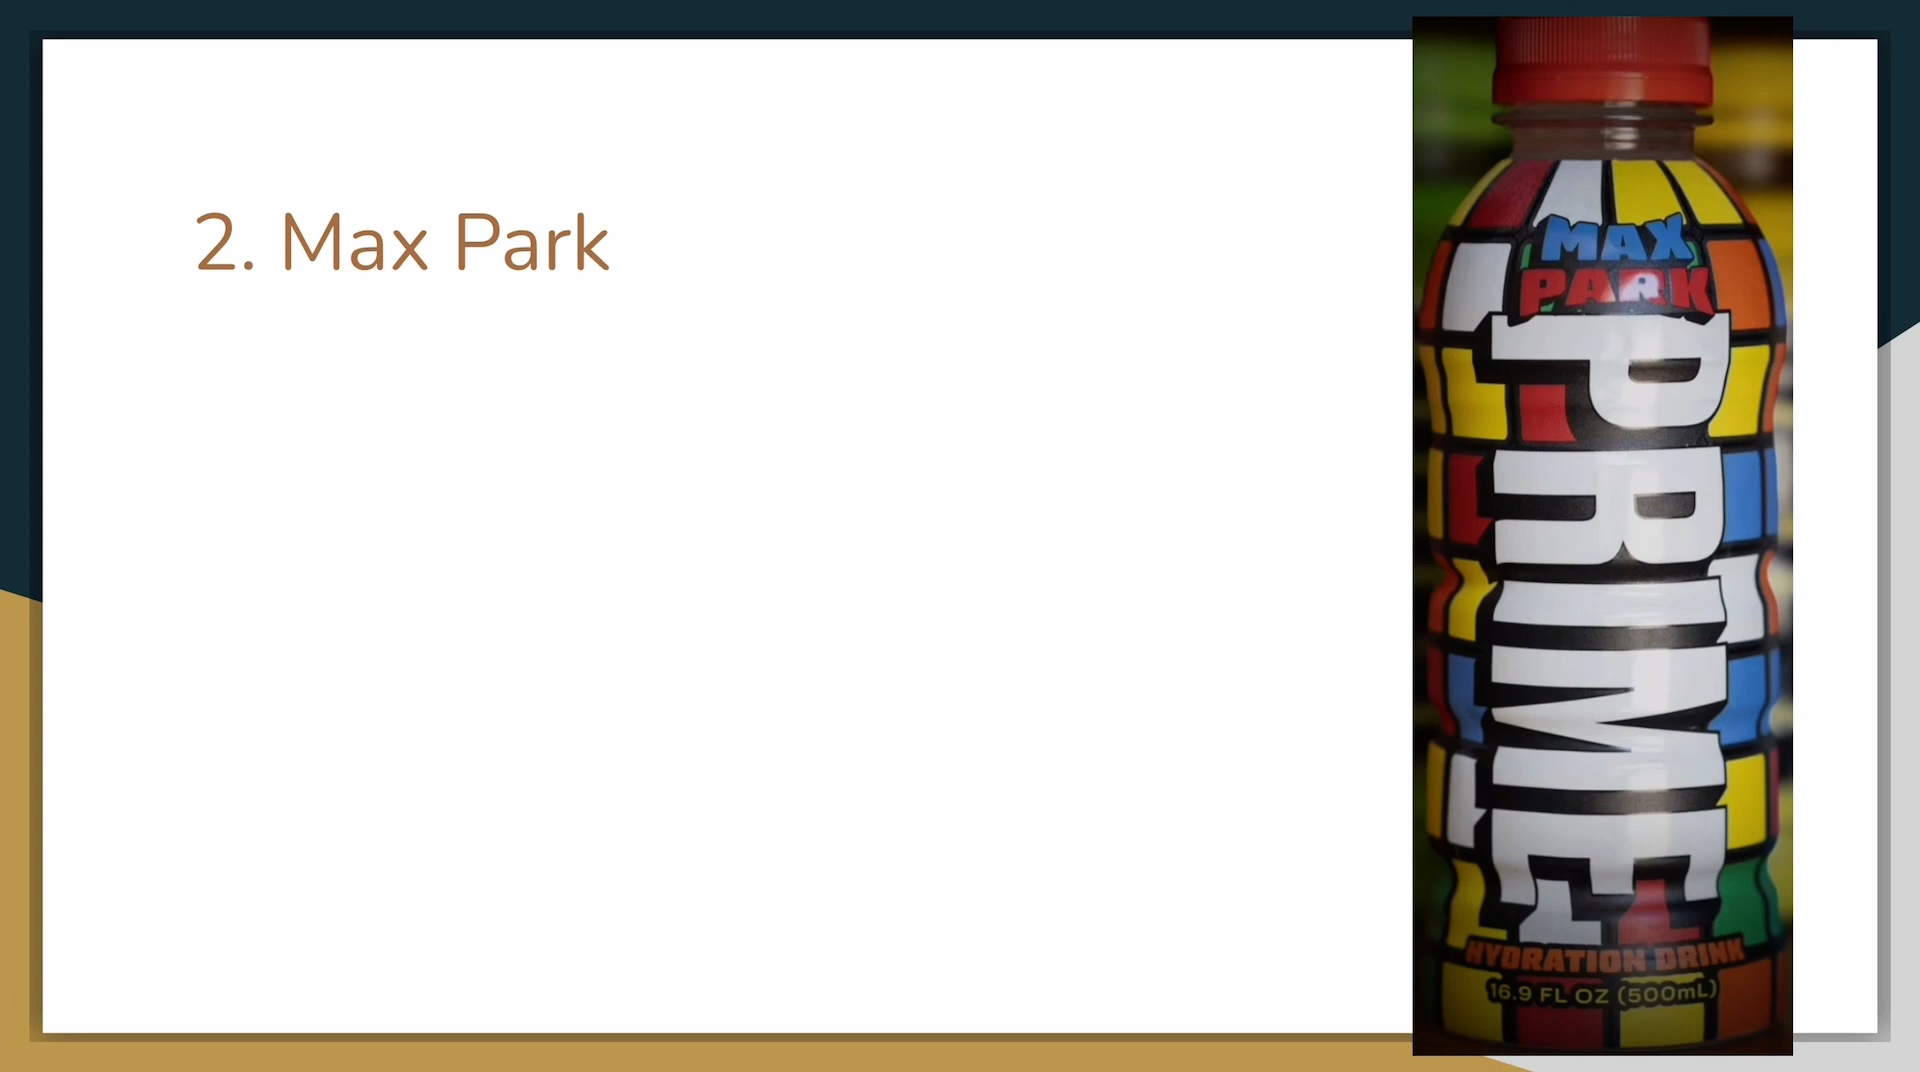 2. Max Park
MAX
PARK
PRIME
HYDRATION DRINK
16.9 FL OZ (500mL)